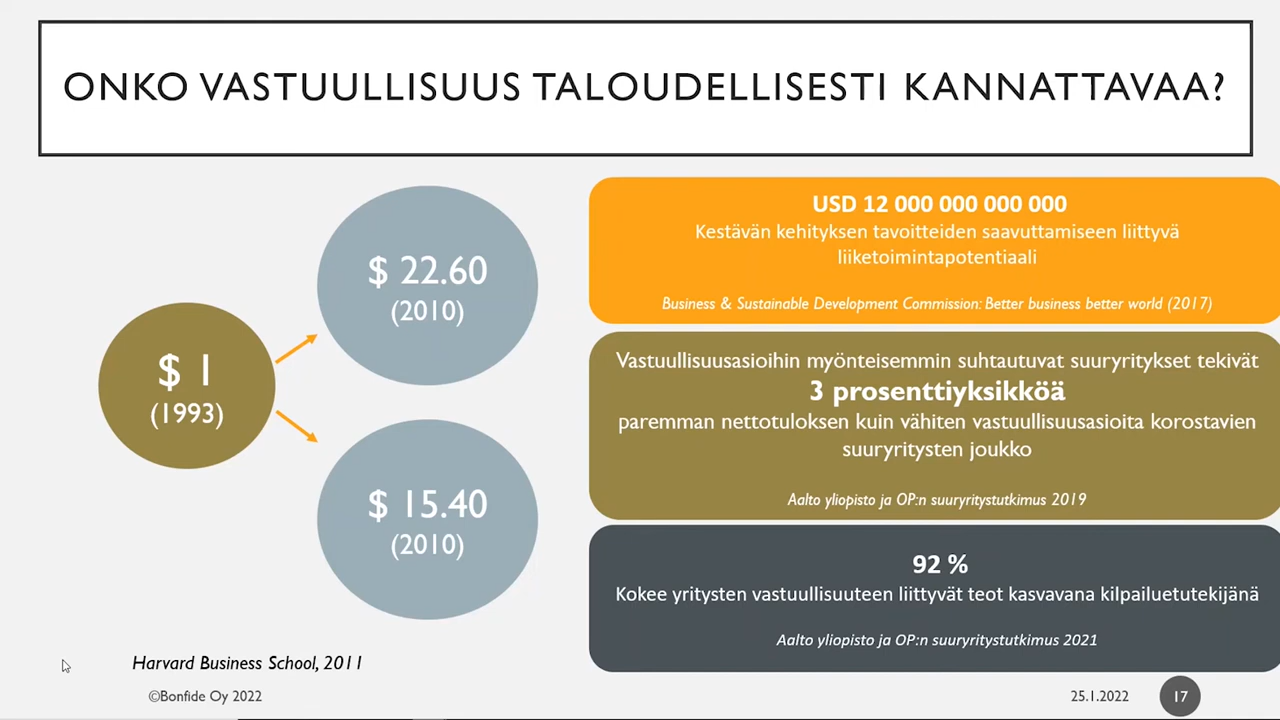 ONKO VASTUULLISUUS TALOUDELLISESTI KANNATTAVAA?
$ 1
(1993)
$ 22.60
(2010)
$ 15.40
(2010)
Harvard Business School, 2011
USD 12 000 000 000 000
Kestävän kehityksen tavoitteiden saavuttamiseen liittyvä
liiketoimintapotentiaali
Business & Sustainable Development Commission: Better business better world (2017)
Vastuullisuusasioihin myönteisemmin suhtautuvat suuryritykset tekivät
3 prosenttiyksikköä
paremman nettotuloksen kuin vähiten vastuullisuusasioita korostavien
suuryritysten joukko
Aalto yliopisto ja OP:n suuryritystutkimus 2019
92 %
Kokee yritysten vastuullisuuteen liittyvät teot kasvavana kilpailuetutekijänä
Aalto yliopisto ja OP:n suuryritystutkimus 2021
©Bonfide Oy 2022
25.1.2022
17